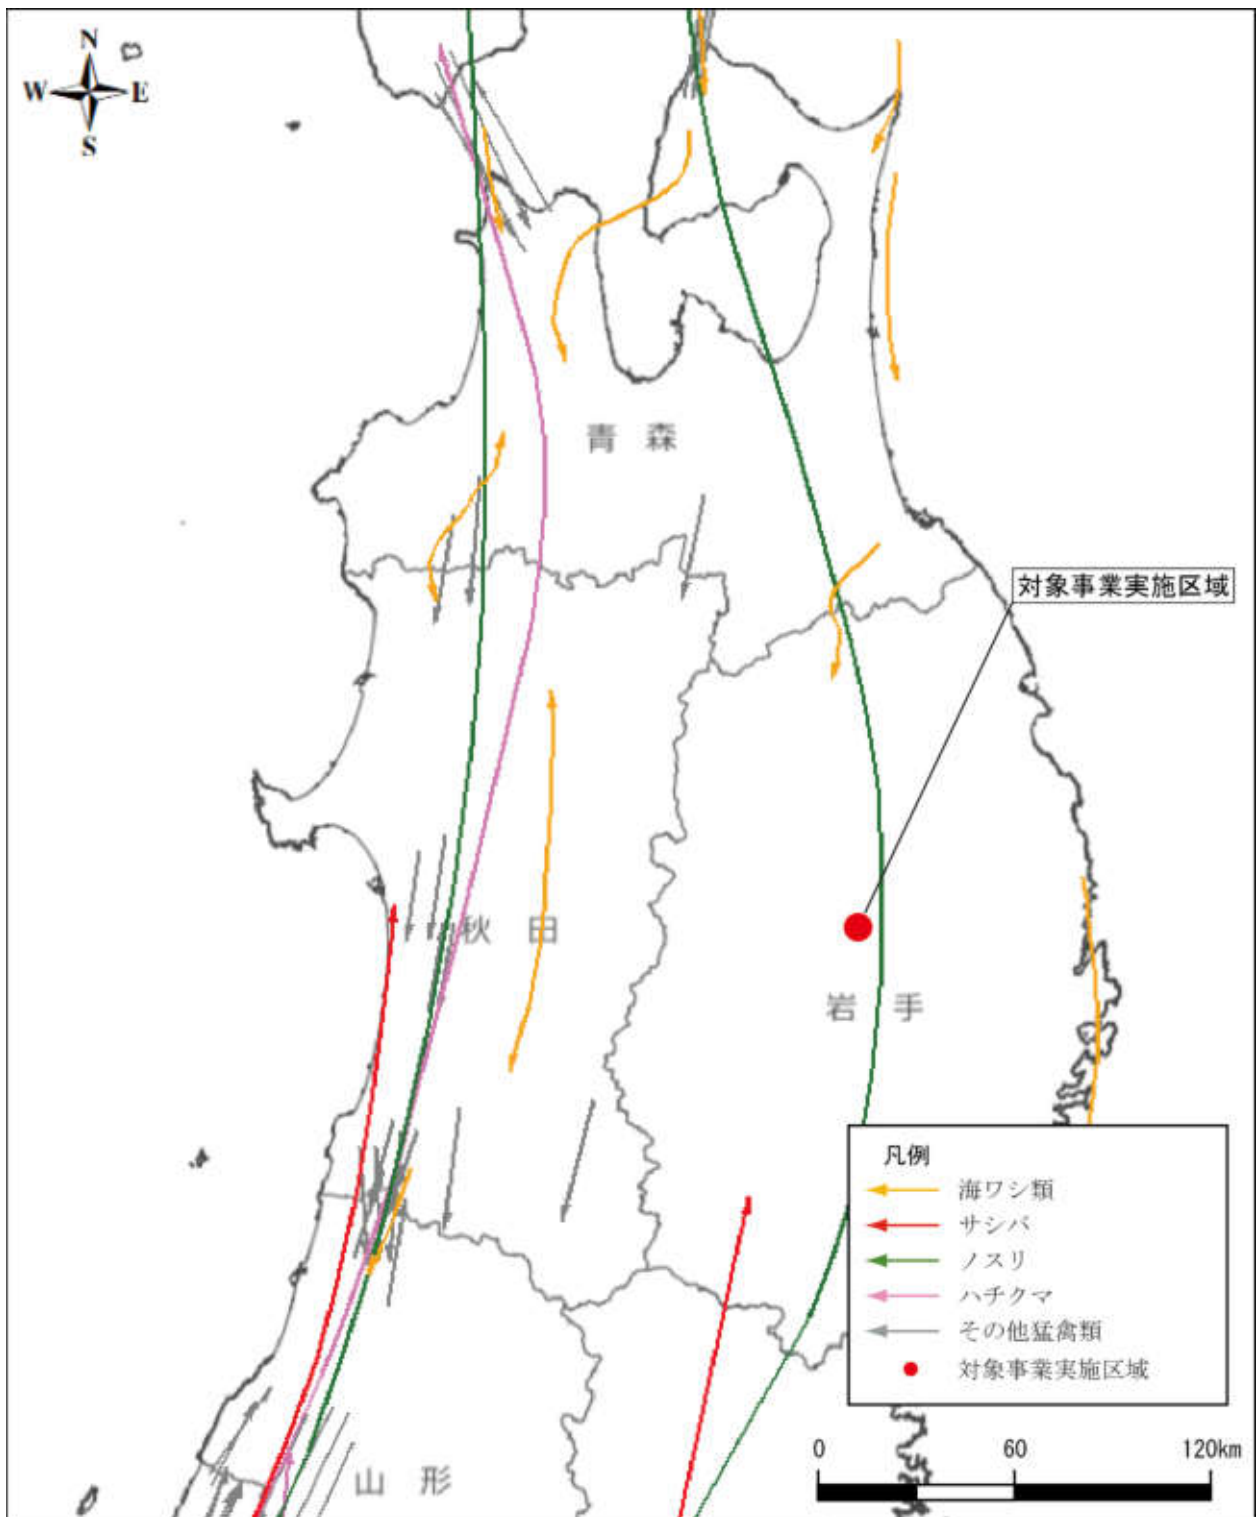 N
W E
S
青森
対象事業実施区域
秋田
岩手
凡例
海ワシ類
サシバ
ノスリ
ハチクマ
その他猛禽類
対象事業実施区域
0 60 120km
山形